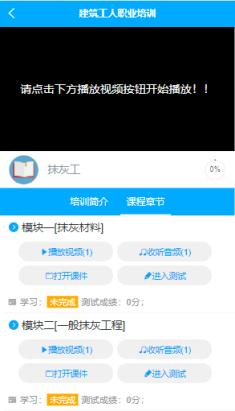 建筑工人职业培训
请点击下方播放视频按钮开始播放！！
抹灰工
0%
培训简介 课程章节
模块一[抹灰材料]
播放视频(1) 收听音频(1)
打开课件 进入测试
学习： 未完成 测试成绩：0分；
模块二[一般抹灰工程]
播放视频(1) 收听音频(1)
打开课件 进入测试
学习： 未完成 测试成绩：0分；